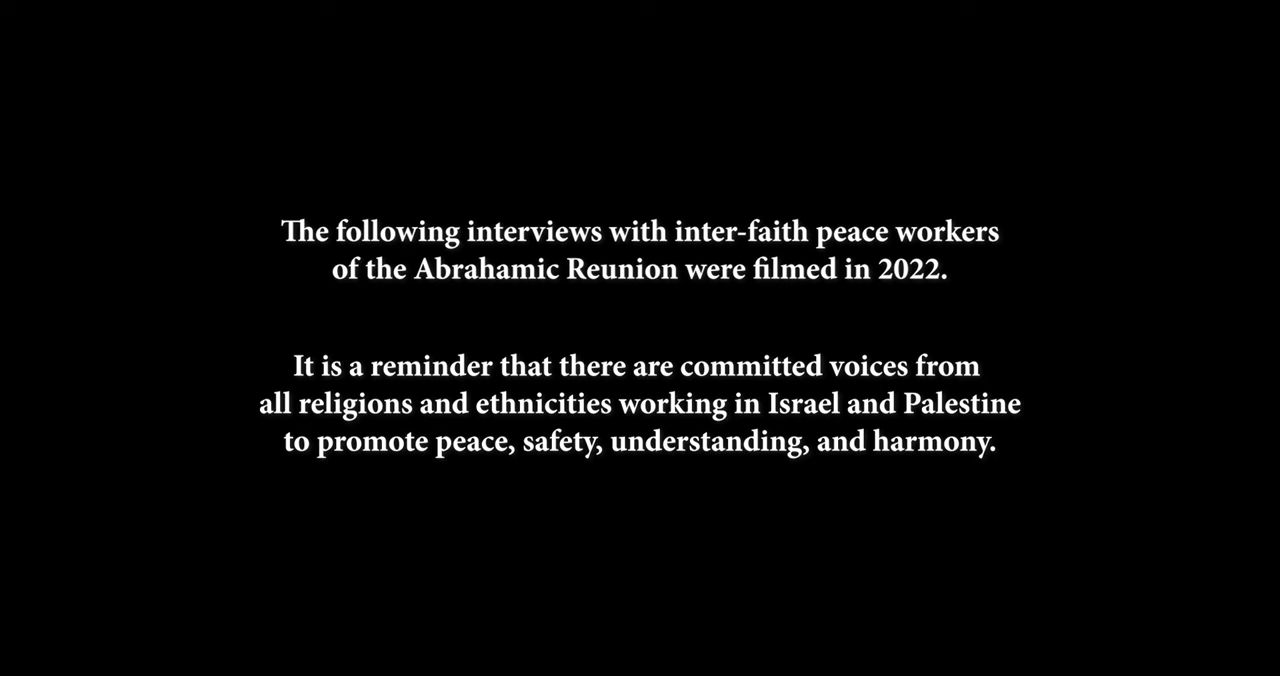 The following interviews with inter-faith peace workers
of the Abrahamic Reunion were filmed in 2022.
It is a reminder that there are committed voices from
all religions and ethnicities working in Israel and Palestine
to promote peace, safety, understanding, and harmony.